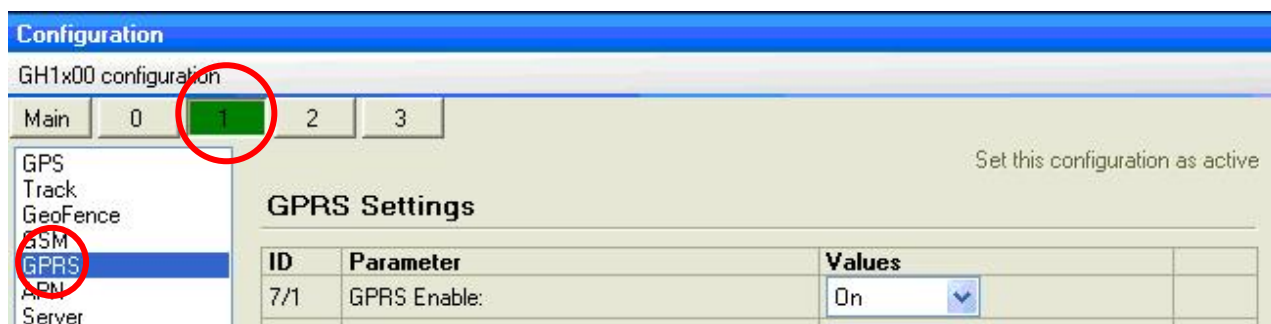 Configuration
GH1x00 configuration
Main 0 1 2 3
Set this configuration as active
GPS
Track
GeoFence
GSM
GPRS
APN
Server
GPRS Settings
ID Parameter Values
7/1 GPRS Enable: On